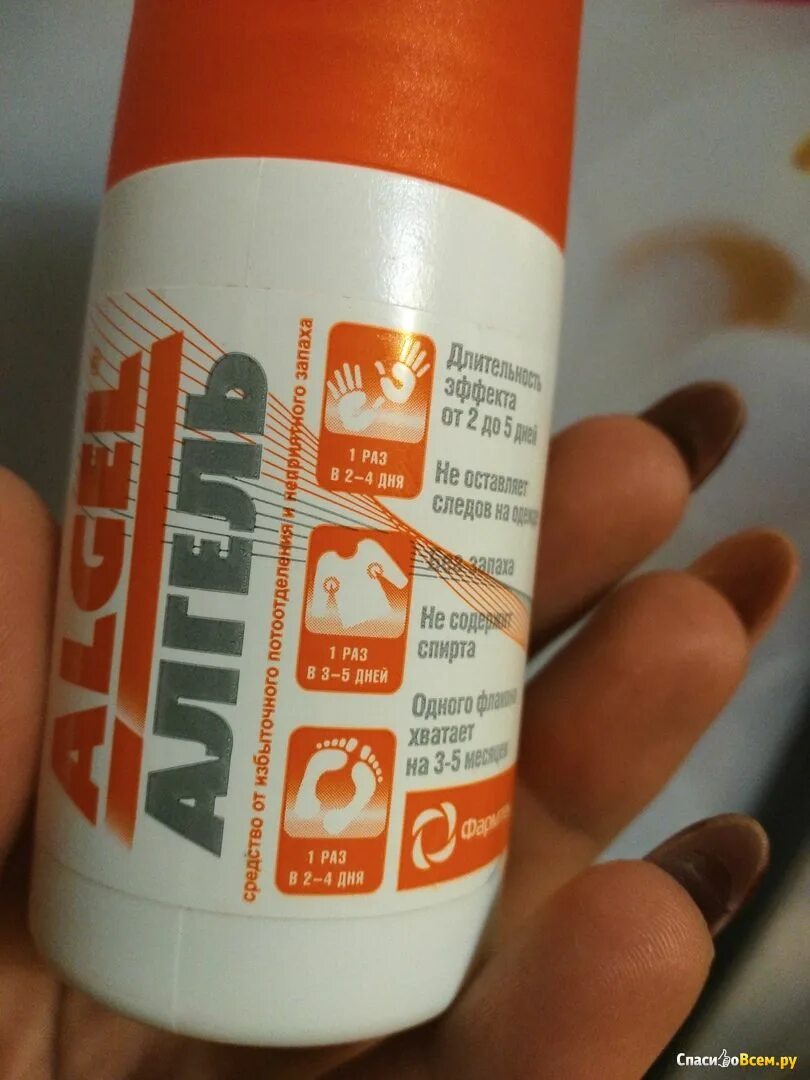 ALGEL®
АЛГЕЛЬ
средство от избыточного потоотделения и неприятного запаха
1 РАЗ
В 2–4 ДНЯ
1 РАЗ
В 3–5 ДНЕЙ
1 РАЗ
В 2–4 ДНЯ
Длительность
эффекта
от 2 до 5 дней
Не оставляет
следов на
Без запаха
Не содержит
спирта
Одного флакона
хватает
на 3-5 месяцев
СпасибоВсем.ру